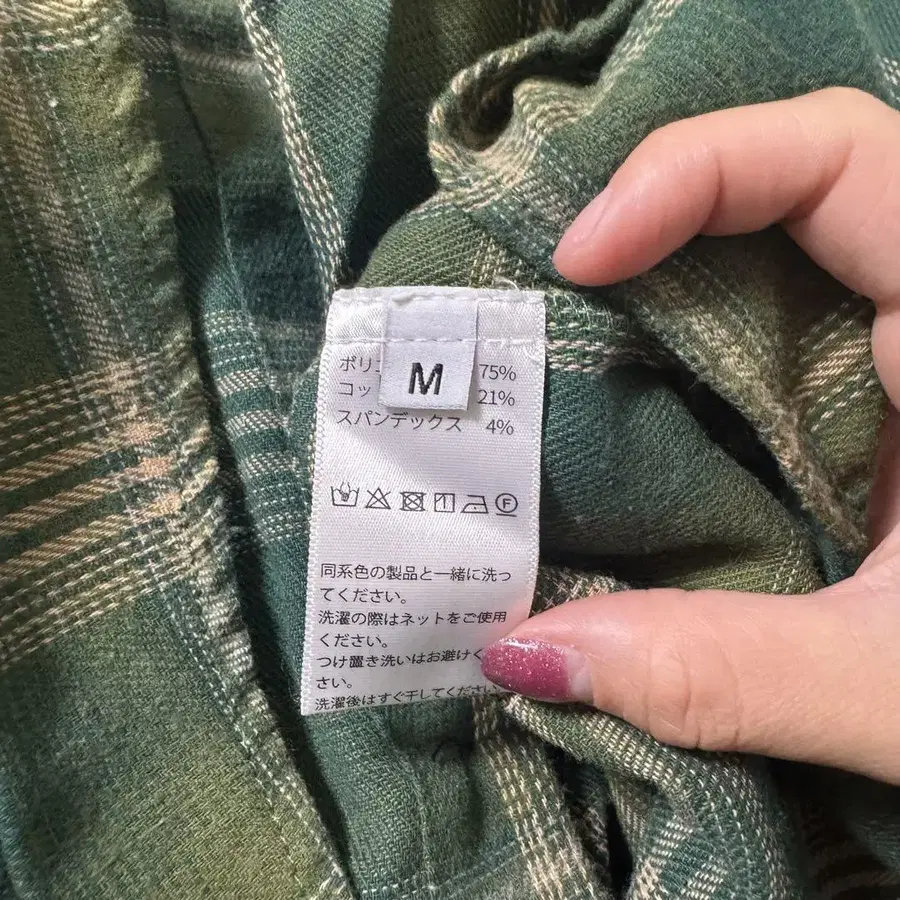 M
ポリ 75%
コッ 21%
スパンデックス 4%
F
同系色の製品と一緒に洗っ
てください。
洗濯の際はネットをご使用
ください。
つけ置き洗いはお避けく
さい。
洗濯後はすぐ干してください